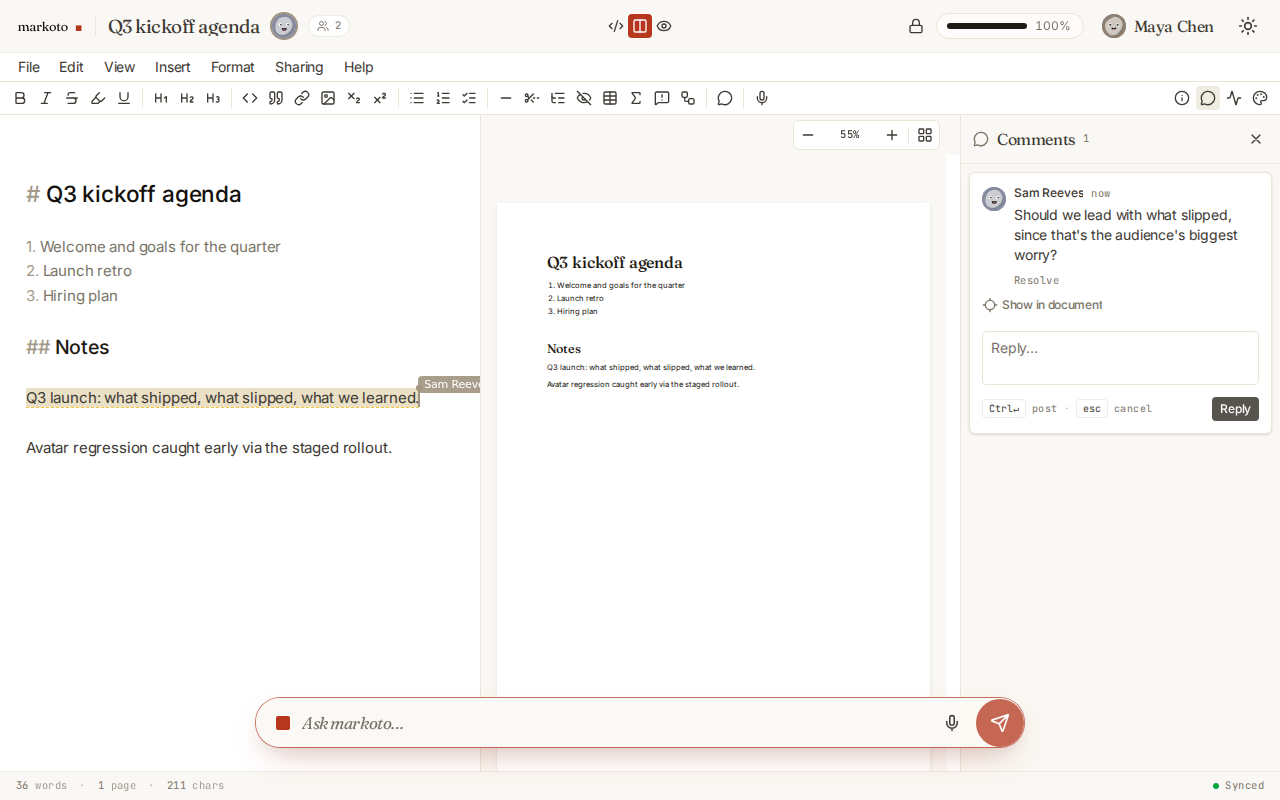 markoto
Q3 kickoff agenda
2
100%
Maya Chen
File Edit View Insert Format Sharing Help
H1 H2 H3
55%
Comments 1
# Q3 kickoff agenda
1. Welcome and goals for the quarter
2. Launch retro
3. Hiring plan
## Notes
Sam Reeve
Q3 launch: what shipped, what slipped, what we learned.
Avatar regression caught early via the staged rollout.
Q3 kickoff agenda
1. Welcome and goals for the quarter
2. Launch retro
3. Hiring plan
Notes
Q3 launch: what shipped, what slipped, what we learned.
Avatar regression caught early via the staged rollout.
Sam Reeves now
Should we lead with what slipped,
since that's the audience's biggest
worry?
Resolve
Show in document
Reply...
Ctrl↵ post · esc cancel
Reply
Ask markoto...
36 words · 1 page · 211 chars
Synced